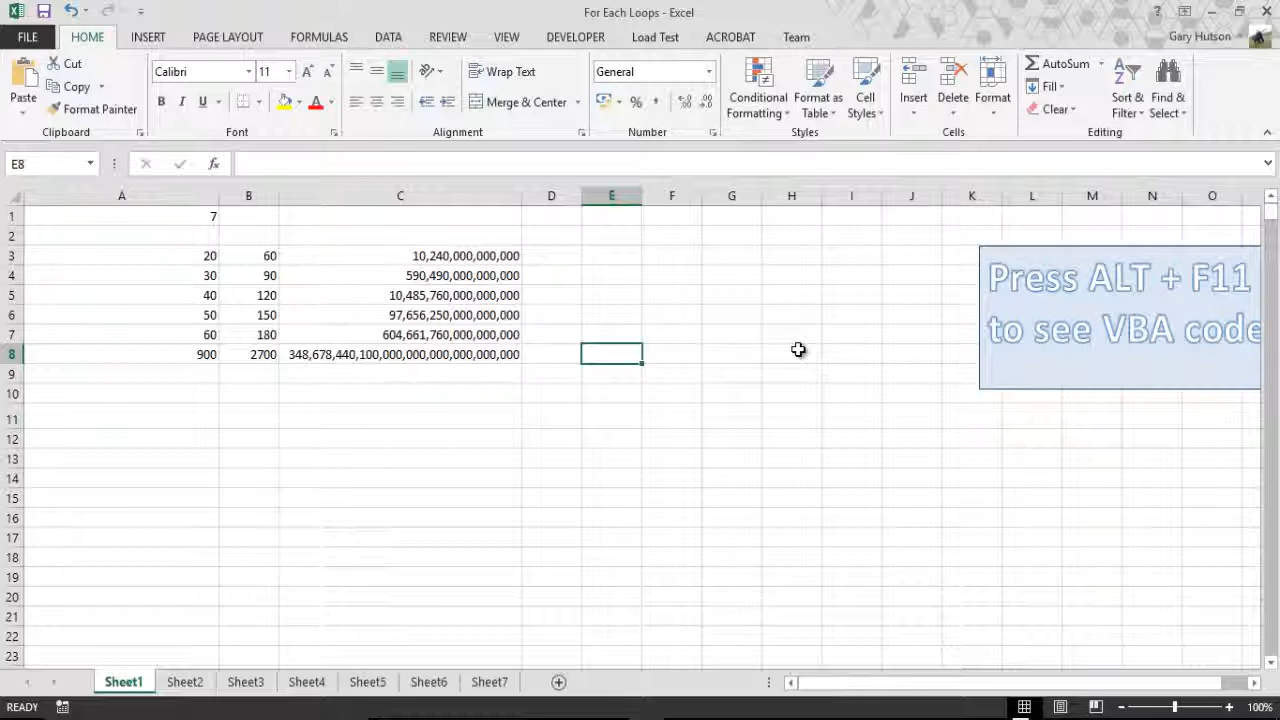 For Each Loops - Excel
FILE HOME INSERT PAGE LAYOUT FORMULAS DATA REVIEW VIEW DEVELOPER Load Test ACROBAT Team Gary Hutson
Paste Cut Copy Format Painter Clipboard
Calibri 11 B I U A Font
Wrap Text Merge & Center Alignment
General % Number
Conditional Formatting Format as Table Cell Styles Styles
Insert Delete Format Cells
AutoSum Fill Clear Sort & Filter Find & Select Editing
E8 fx
A B C D E F G H I J K L M N O
1 7
2
3 20 60 10,240,000,000,000
4 30 90 590,490,000,000,000
5 40 120 10,485,760,000,000,000
6 50 150 97,656,250,000,000,000
7 60 180 604,661,760,000,000,000
8 900 2700 348,678,440,100,000,000,000,000,000,000
9
10
11
12
13
14
15
16
17
18
19
20
21
22
23
Press ALT + F11
to see VBA code
Sheet1 Sheet2 Sheet3 Sheet4 Sheet5 Sheet6 Sheet7
READY 100%